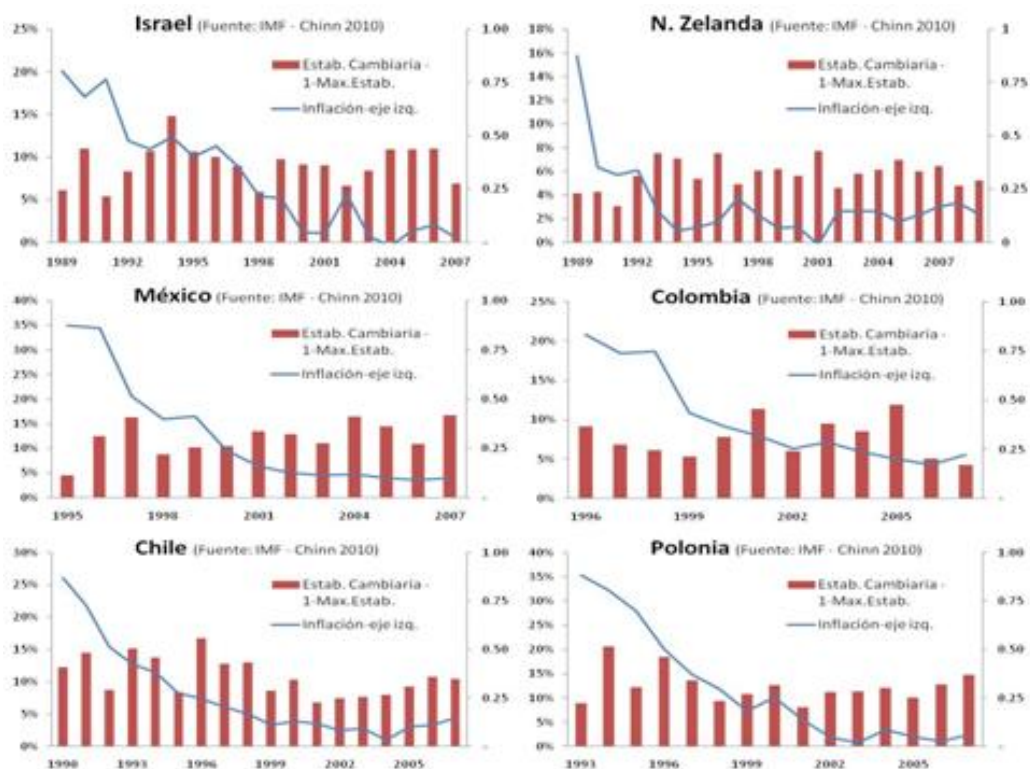 Israel (Fuente: IMF - Chinn 2010)
25%
20%
15%
10%
5%
0%
1.00
0.75
0.50
0.25
-
Estab. Cambiaria -
1-Max.Estab.
Inflación-eje izq.
1989 1992 1995 1998 2001 2004 2007
N. Zelanda (Fuente: IMF - Chinn 2010)
18%
16%
14%
12%
10%
8%
6%
4%
2%
0%
1
0.75
0.5
0.25
0
Estab. Cambiaria -
1-Max.Estab.
Inflación-eje izq.
1989 1992 1995 1998 2001 2004 2007
México (Fuente: IMF - Chinn 2010)
40%
35%
30%
25%
20%
15%
10%
5%
0%
1.00
0.75
0.50
0.25
-
Estab. Cambiaria -
1-Max.Estab.
Inflación-eje izq.
1995 1998 2001 2004 2007
Colombia (Fuente: IMF - Chinn 2010)
25%
20%
15%
10%
5%
0%
1.00
0.75
0.50
0.25
-
Estab. Cambiaria -
1-Max.Estab.
Inflación-eje izq.
1996 1999 2002 2005
Chile (Fuente: IMF - Chinn 2010)
30%
25%
20%
15%
10%
5%
0%
1.00
0.75
0.50
0.25
-
Estab. Cambiaria -
1-Max.Estab.
Inflación-eje izq.
1990 1993 1996 1999 2002 2005
Polonia (Fuente: IMF - Chinn 2010)
40%
35%
30%
25%
20%
15%
10%
5%
0%
1.00
0.75
0.50
0.25
-
Estab. Cambiaria -
1-Max.Estab.
Inflación-eje izq.
1993 1996 1999 2002 2005